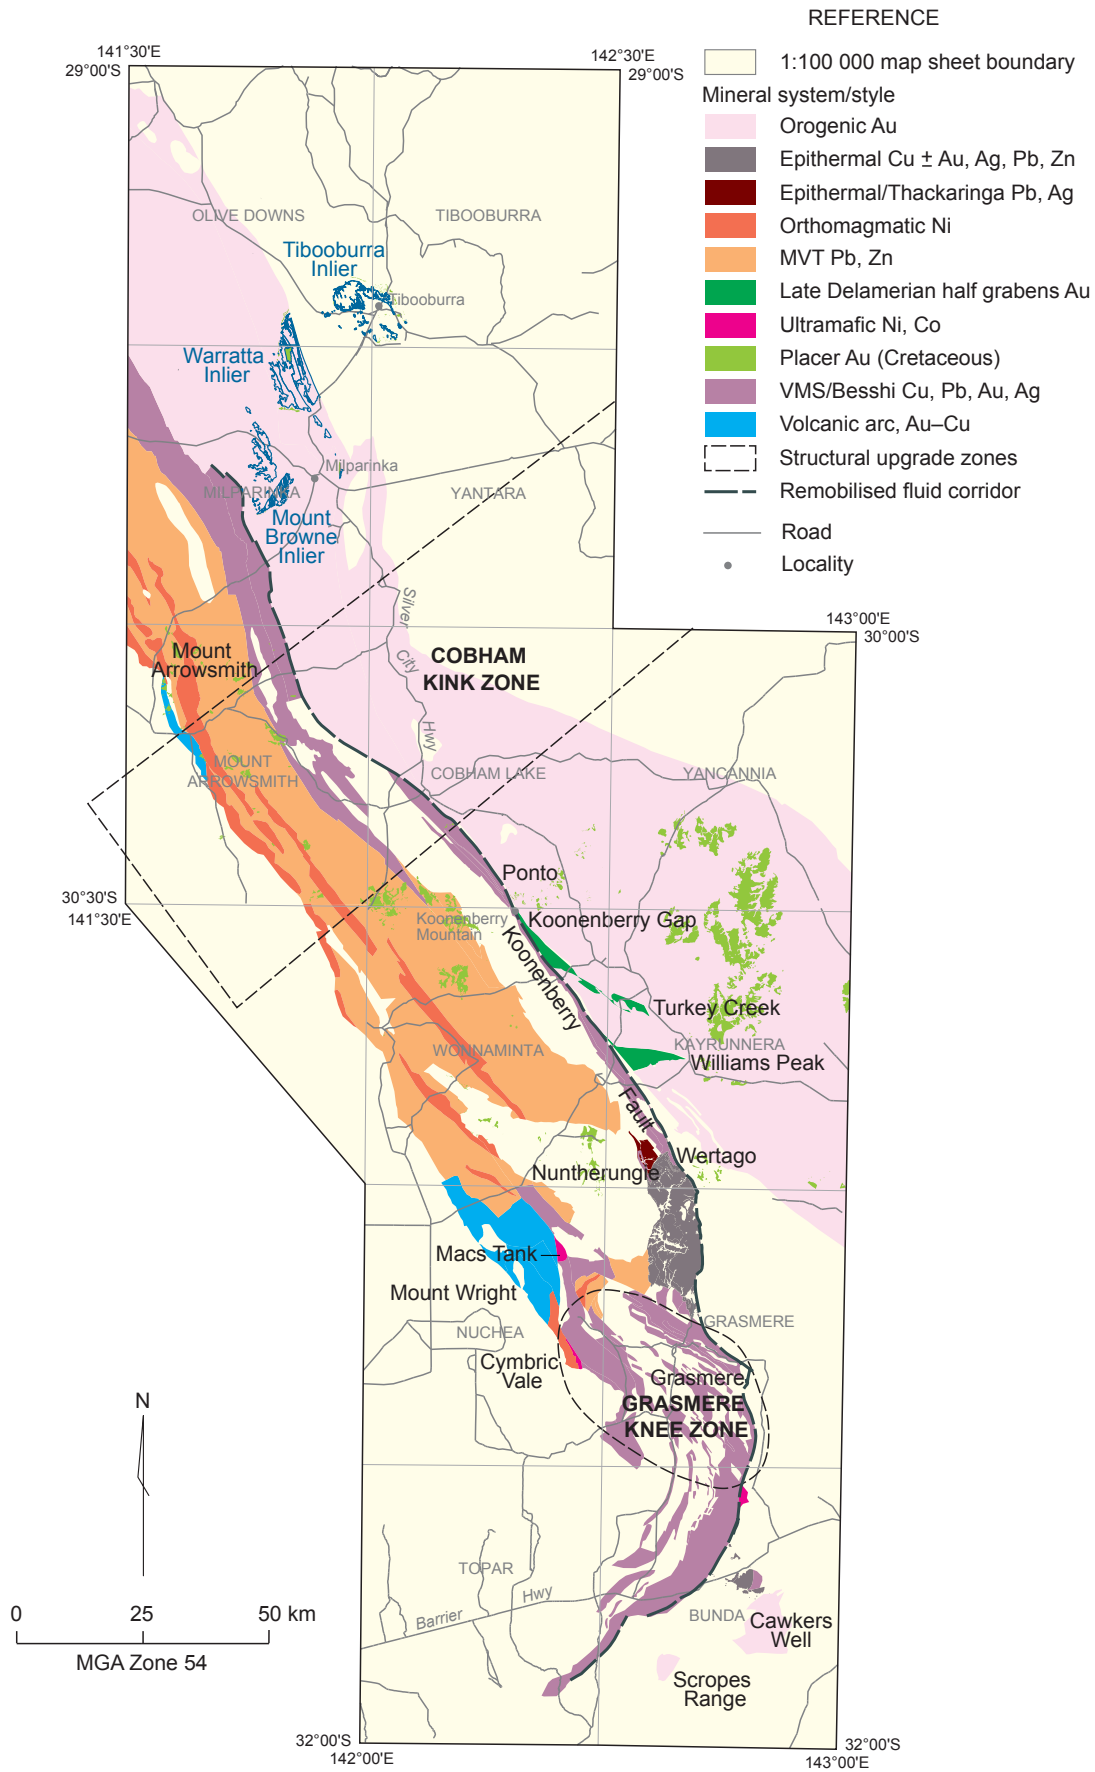 REFERENCE
141°30'E
29°00'S
142°30'E
29°00'S
1:100 000 map sheet boundary
Mineral system/style
Orogenic Au
Epithermal Cu ± Au, Ag, Pb, Zn
Epithermal/Thackaringa Pb, Ag
Orthomagmatic Ni
MVT Pb, Zn
Late Delamerian half grabens Au
Ultramafic Ni, Co
Placer Au (Cretaceous)
VMS/Besshi Cu, Pb, Au, Ag
Volcanic arc, Au–Cu
Structural upgrade zones
Remobilised fluid corridor
Road
Locality
OLIVE DOWNS
TIBOOBURRA
Tibooburra
Inlier
Tibooburra
Warratta
Inlier
Milparinka
MILPARINKA
YANTARA
Mount
Browne
Inlier
Silver
City
Hwy
143°00'E
30°00'S
Mount
Arrowsmith
COBHAM
KINK ZONE
MOUNT
ARROWSMITH
COBHAM LAKE
YANCANNIA
30°30'S
141°30'E
Ponto
Koonenberry
Mountain
Koonenberry Gap
Koonenberry
Fault
Turkey Creek
WONNAMINTA
KAYRUNNERA
Williams Peak
Wertago
Nuntherungie
Macs Tank
Mount Wright
NUCHEA
GRASMERE
Cymbric
Vale
Grasmere
GRASMERE
KNEE ZONE
N
TOPAR
Barrier
Hwy
BUNDA
Cawkers
Well
Scropes
Range
0
25
50 km
MGA Zone 54
32°00'S
142°00'E
32°00'S
143°00'E